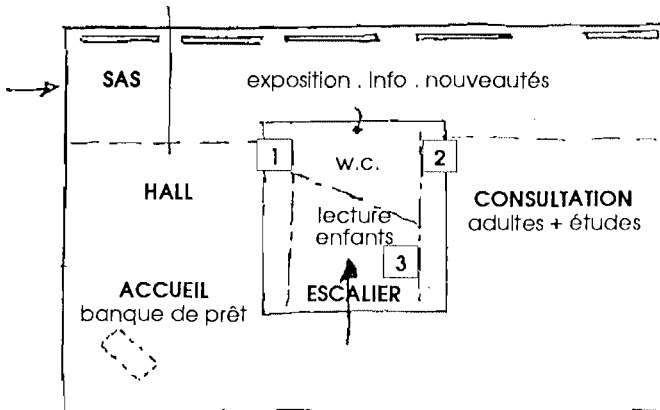 SAS
exposition . Info . nouveautés
1
w.c.
2
HALL
lecture
enfants
CONSULTATION
adultes + études
3
ACCUEIL
banque de prêt
ESCALIER